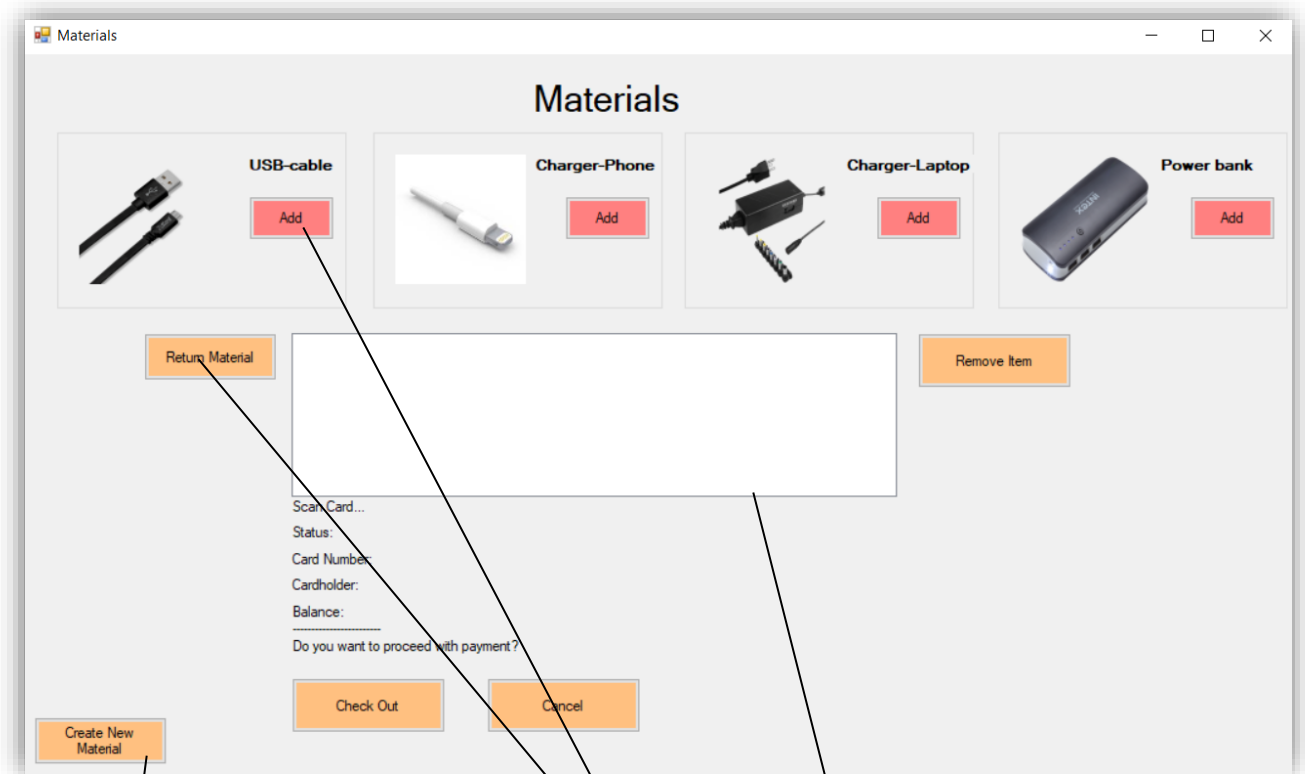 Materials
Materials
USB-cable
Charger-Phone
Charger-Laptop
Power bank
Add
Add
Add
Add
INTEX
Return Material
Remove Item
Scan Card...
Status:
Card Number:
Cardholder:
Balance:
------------------------
Do you want to proceed with payment?
Check Out
Cancel
Create New
Material